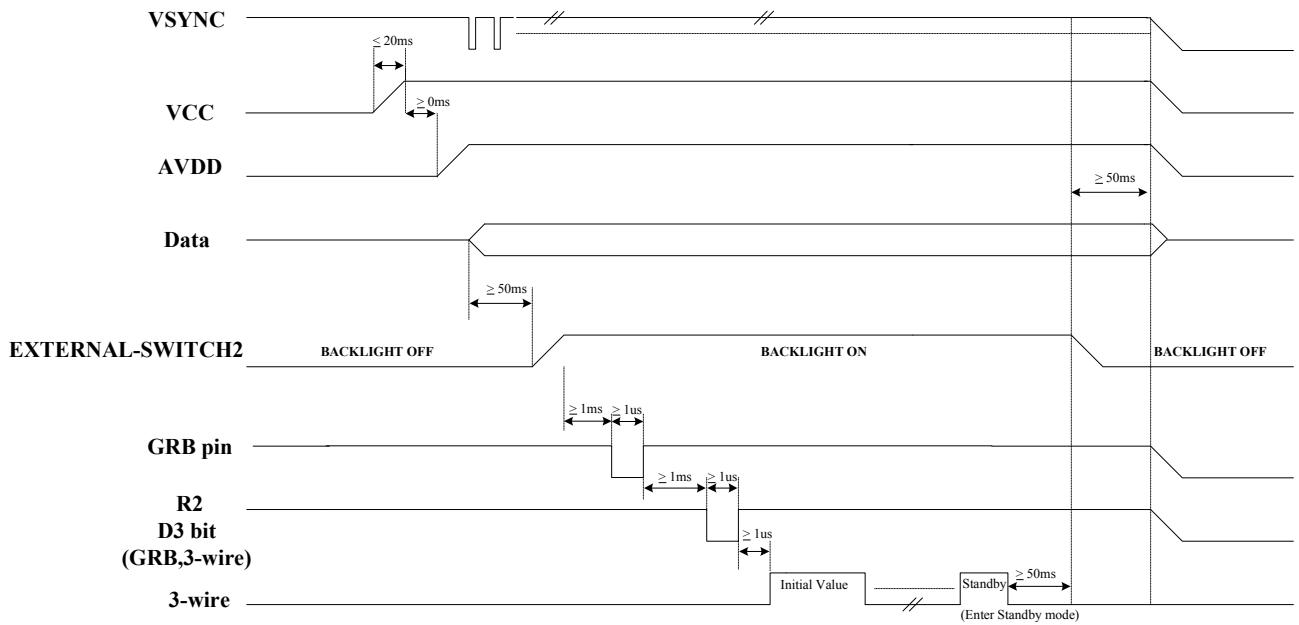 VSYNC
≤ 20ms
VCC
≥ 0ms
AVDD
≥ 50ms
Data
≥ 50ms
EXTERNAL-SWITCH2
BACKLIGHT OFF
BACKLIGHT ON
BACKLIGHT OFF
≥ 1ms
≥ 1us
GRB pin
≥ 1ms
≥ 1us
R2
D3 bit
(GRB,3-wire)
≥ 1us
Initial Value
Standby
≥ 50ms
3-wire
(Enter Standby mode)